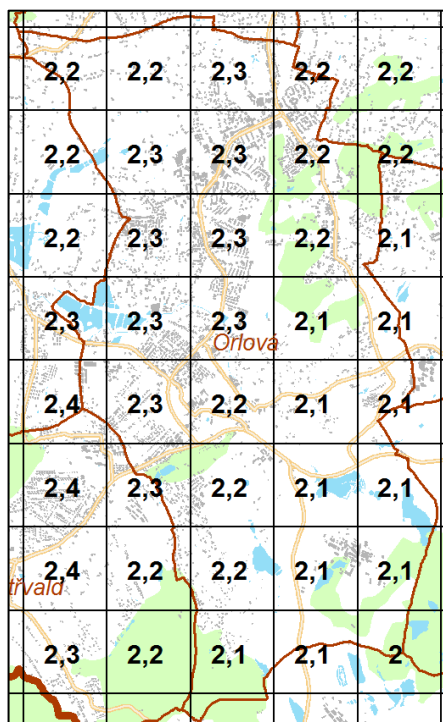 2,2 2,2 2,3 2,2 2,2
2,2 2,3 2,3 2,2 2,2
2,2 2,3 2,3 2,2 2,1
2,3 2,3 2,3 2,1 2,1
Orlová
2,4 2,3 2,2 2,1 2,1
2,4 2,3 2,2 2,1 2,1
2,4 2,2 2,2 2,1 2,1
třvald
2,3 2,2 2,1 2,1 2